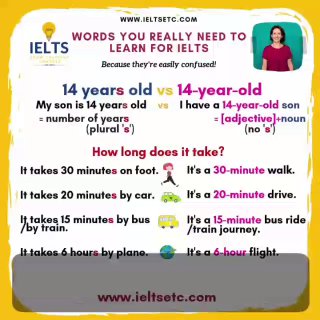 WWW.IELTSETC.COM
IELTS
WORDS YOU REALLY NEED TO
LEARN FOR IELTS
Because they're easily confused!
14 years old vs 14-year-old
My son is 14 years old vs I have a 14-year-old son
= number of years = [adjective]+noun
(plural 's') (no 's')
How long does it take?
It takes 30 minutes on foot. It's a 30-minute walk.
It takes 20 minutes by car. It's a 20-minute drive.
It takes 15 minutes by bus It's a 15-minute bus ride
/by train. /train journey.
It takes 6 hours by plane. It's a 6-hour flight.
www.ieltsetc.com